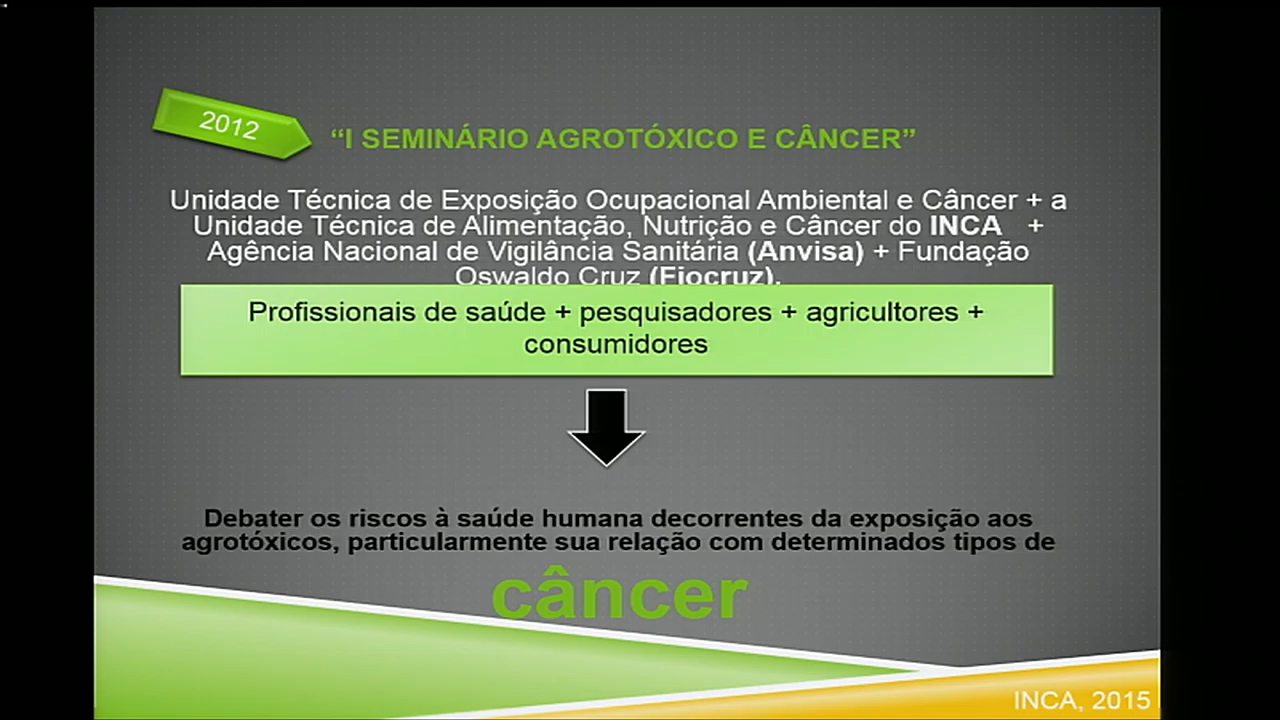 2012
“I SEMINÁRIO AGROTÓXICO E CÂNCER”
Unidade Técnica de Exposição Ocupacional Ambiental e Câncer + a
Unidade Técnica de Alimentação, Nutrição e Câncer do INCA +
Agência Nacional de Vigilância Sanitária (Anvisa) + Fundação
Oswaldo Cruz (Fiocruz).
Profissionais de saúde + pesquisadores + agricultores +
consumidores
Debater os riscos à saúde humana decorrentes da exposição aos
agrotóxicos, particularmente sua relação com determinados tipos de
câncer
INCA, 2015